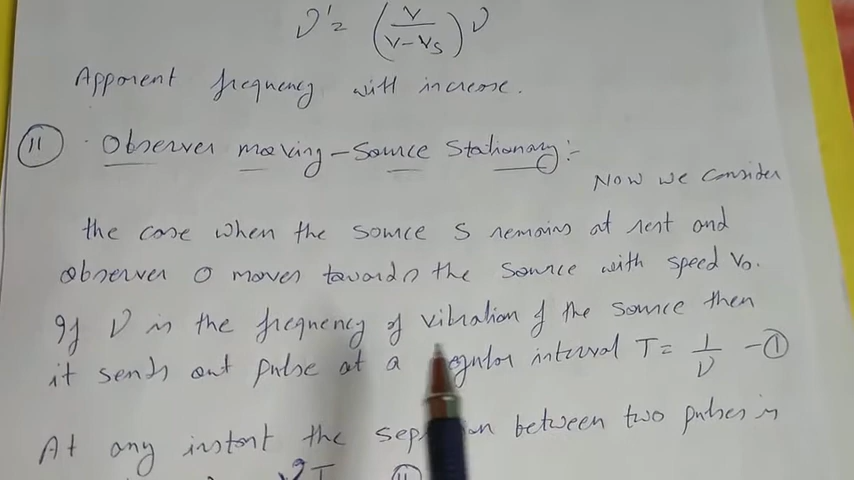 ν' = (v / v - vs) ν
Apparent frequency will increase.
(11) Observer moving - Source Stationary :-
Now we consider
the case when the source S remains at rest and
observer O moves towards the source with speed vo.
If ν is the frequency of vibration of the source then
it sends out pulse at a regular interval T = 1/ν - (1)
At any instant the between two pulses is